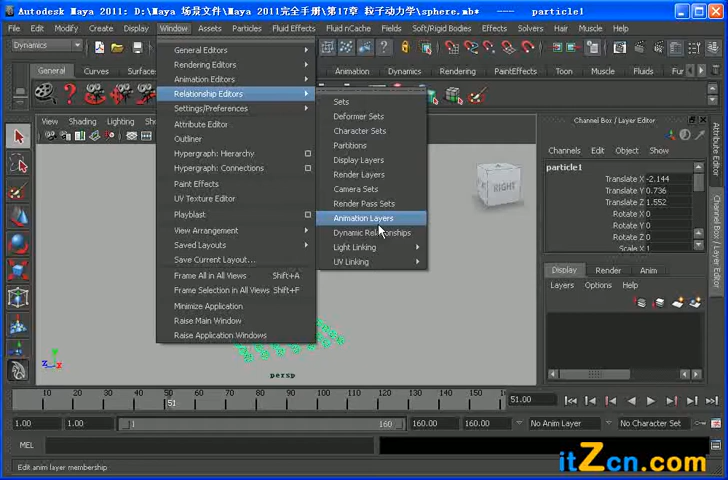 Autodesk Maya 2011: D:\Maya 场景文件\Maya 2011完全手册\第17章 粒子动力学\sphere.mb* --- particle1
File Edit Modify Create Display Window Assets Particles Fluid Effects Fluid nCache Fields Soft/Rigid Bodies Effects Solvers Hair Muscle Help
Dynamics
General Curves Animation Dynamics Rendering PaintEffects Toon Muscle Fluids Fur
General Editors
Rendering Editors
Animation Editors
Relationship Editors
Settings/Preferences
Attribute Editor
Outliner
Hypergraph: Hierarchy
Hypergraph: Connections
Paint Effects
UV Texture Editor
Playblast
View Arrangement
Saved Layouts
Save Current Layout...
Frame All in All Views Shift+A
Frame Selection in All Views Shift+F
Minimize Application
Raise Main Window
Raise Application Windows
Sets
Deformer Sets
Character Sets
Partitions
Display Layers
Render Layers
Camera Sets
Render Pass Sets
Animation Layers
Dynamic Relationships
Light Linking
UV Linking
View Shading Lighting
RIGHT
persp
Channel Box / Layer Editor
Channels Edit Object Show
particle1
Translate X -2.144
Translate Y 0.736
Translate Z 1.552
Rotate X 0
Rotate Y 0
Rotate Z 0
Scale X 1
Display Render Anim
Layers Options Help
Attribute Editor
Channel Box / Layer Editor
10 20 30 40 50 60 70 80 90 100 110 120 130 140 150
51
51.00
1.00 1.00 1 160 160.00 160.00 No Anim Layer No Character Set
MEL
Edit anim layer membership
itZcn.com